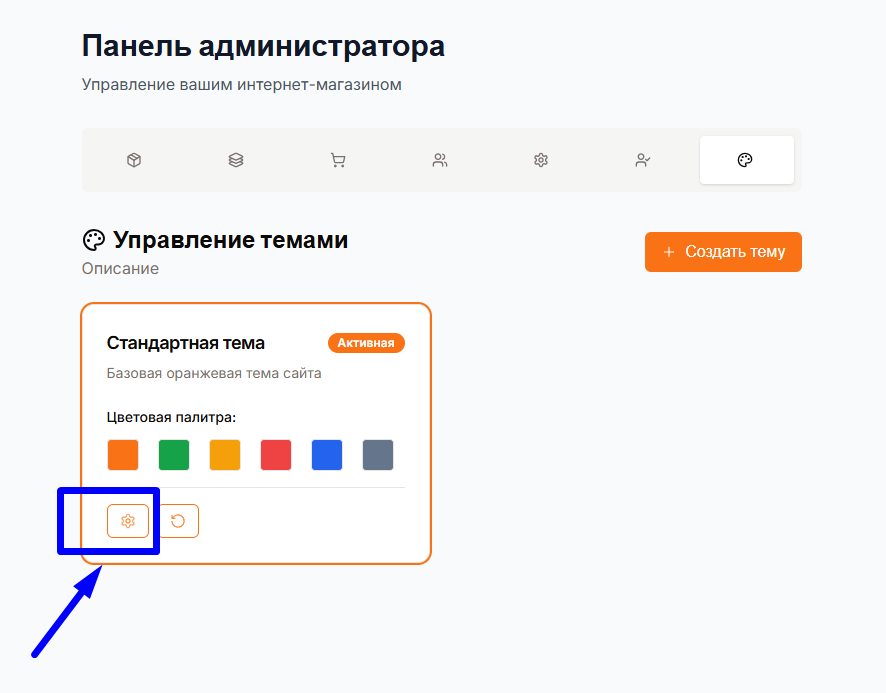 Панель администратора
Управление вашим интернет-магазином
Управление темами
Описание
+ Создать тему
Стандартная тема
Активная
Базовая оранжевая тема сайта
Цветовая палитра: